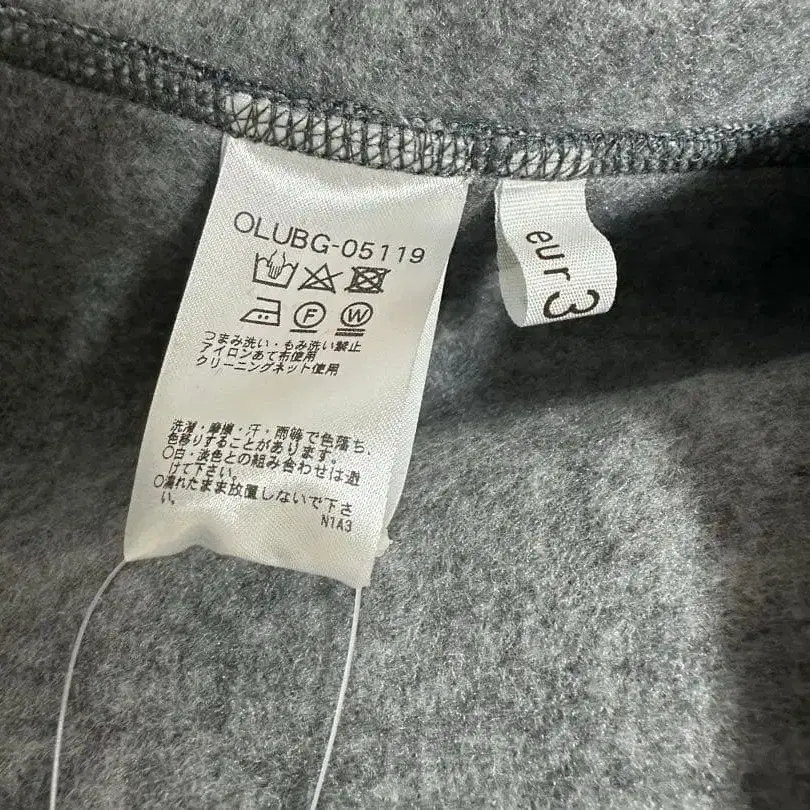 OLUBG-05119
F W
つまみ洗い・もみ洗い禁止
アイロンあて布使用
クリーニングネット使用
洗濯・摩擦・汗・雨等で色落ち、
色移りすることがあります。
○白・淡色との組み合わせは避
けて下さい。
○濡れたまま放置しないで下さ
い。
N1A3
eur 3